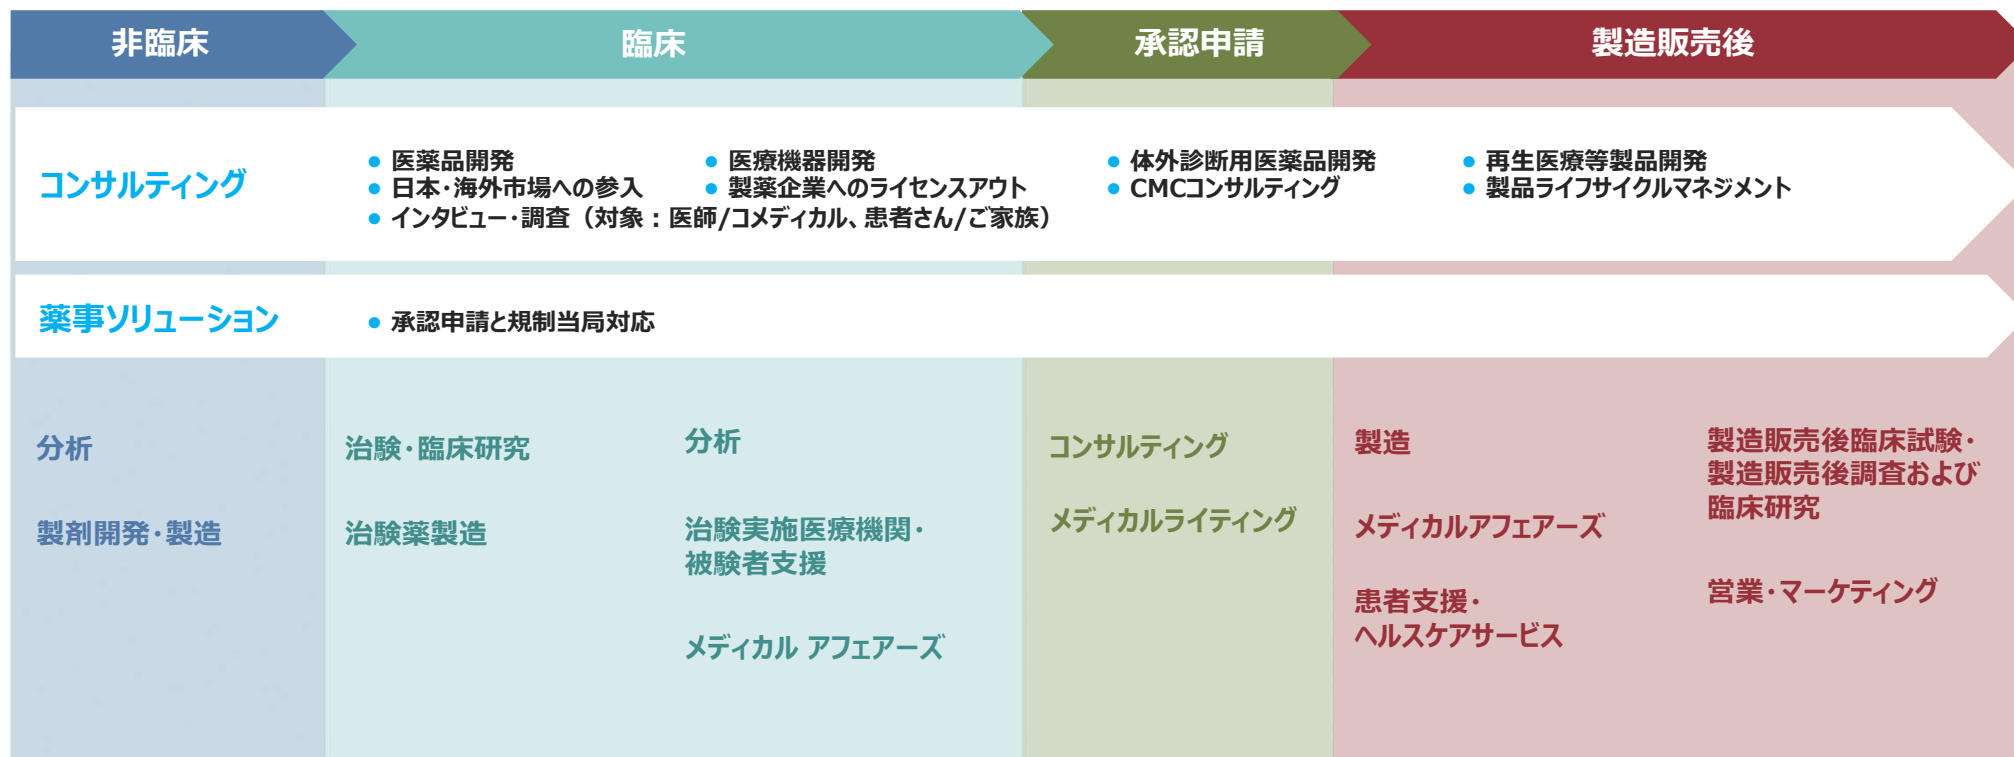 非臨床
臨床
承認申請
製造販売後
コンサルティング
● 医薬品開発
● 医療機器開発
● 体外診断用医薬品開発
● 再生医療等製品開発
● 日本・海外市場への参入
● 製薬企業へのライセンスアウト
● CMCコンサルティング
● 製品ライフサイクルマネジメント
● インタビュー・調査（対象：医師/コメディカル、患者さん/ご家族）
薬事ソリューション
● 承認申請と規制当局対応
分析
製剤開発・製造
治験・臨床研究
治験薬製造
分析
治験実施医療機関・
被験者支援
メディカル アフェアーズ
コンサルティング
メディカルライティング
製造
メディカルアフェアーズ
患者支援・
ヘルスケアサービス
製造販売後臨床試験・
製造販売後調査および
臨床研究
営業・マーケティング